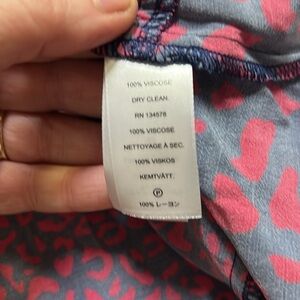 100% VISCOSE
DRY CLEAN.
RN 134578
100% VISCOSE
NETTOYAGE À SEC.
100% VISKOS
KEMTVÄTT.
P
100% レーヨン